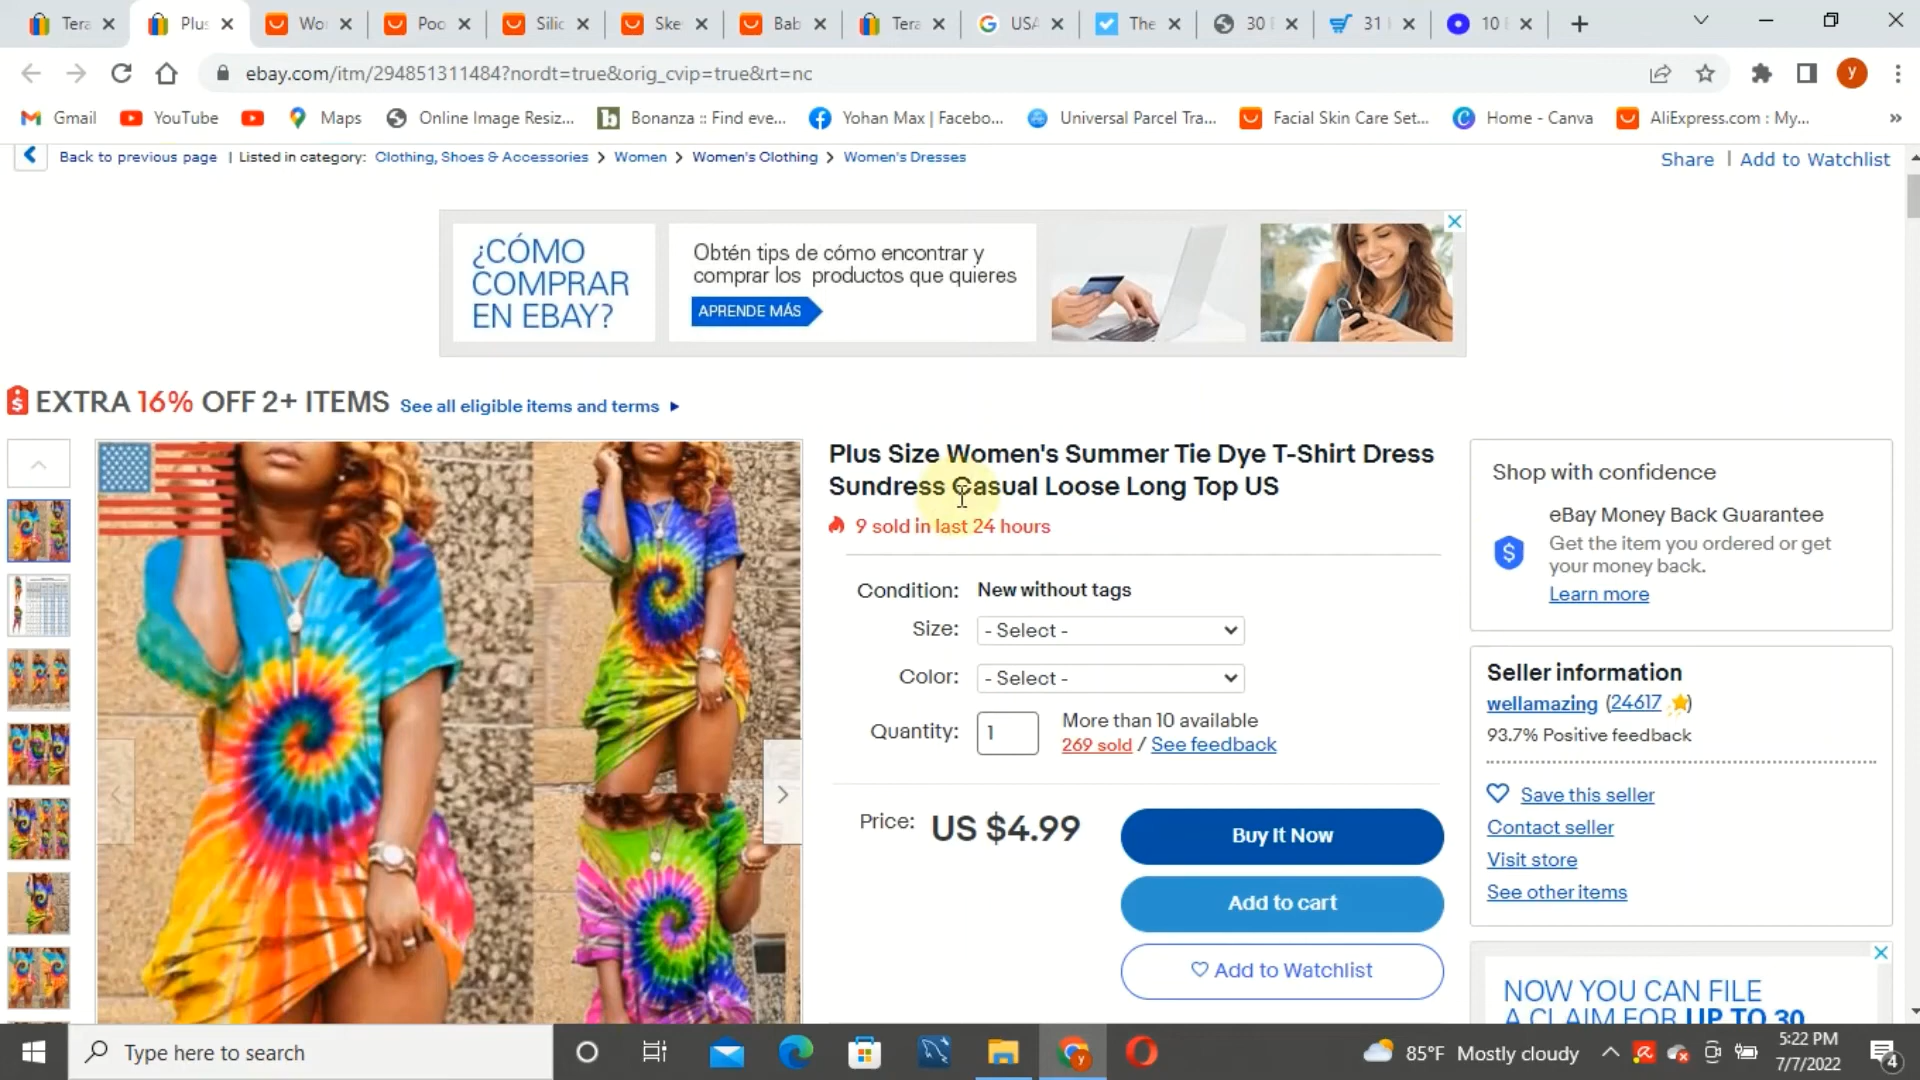 Tera
Plus
Wo
Poo
Silic
Ske
Bab
Tera
USA
The
30
31
10
ebay.com/itm/294851311484?nordt=true&orig_cvip=true&rt=nc
y
Gmail
YouTube
Maps
Online Image Resiz...
Bonanza :: Find eve...
Yohan Max | Facebo...
Universal Parcel Tra...
Facial Skin Care Set...
Home - Canva
AliExpress.com : My...
»
Back to previous page | Listed in category: Clothing, Shoes & Accessories > Women > Women's Clothing > Women's Dresses
Share | Add to Watchlist
¿CÓMO
COMPRAR
EN EBAY?
Obtén tips de cómo encontrar y
comprar los productos que quieres
APRENDE MÁS
EXTRA 16% OFF 2+ ITEMS See all eligible items and terms
Plus Size Women's Summer Tie Dye T-Shirt Dress
Sundress Casual Loose Long Top US
9 sold in last 24 hours
Condition: New without tags
Size: - Select -
Color: - Select -
Quantity: 1
More than 10 available
269 sold / See feedback
Price: US $4.99
Buy It Now
Add to cart
Add to Watchlist
Shop with confidence
eBay Money Back Guarantee
Get the item you ordered or get
your money back.
Learn more
Seller information
wellamazing (24617)
93.7% Positive feedback
Save this seller
Contact seller
Visit store
See other items
NOW YOU CAN FILE
A CLAIM FOR UP TO 30
Type here to search
85°F Mostly cloudy
5:22 PM
7/7/2022
4